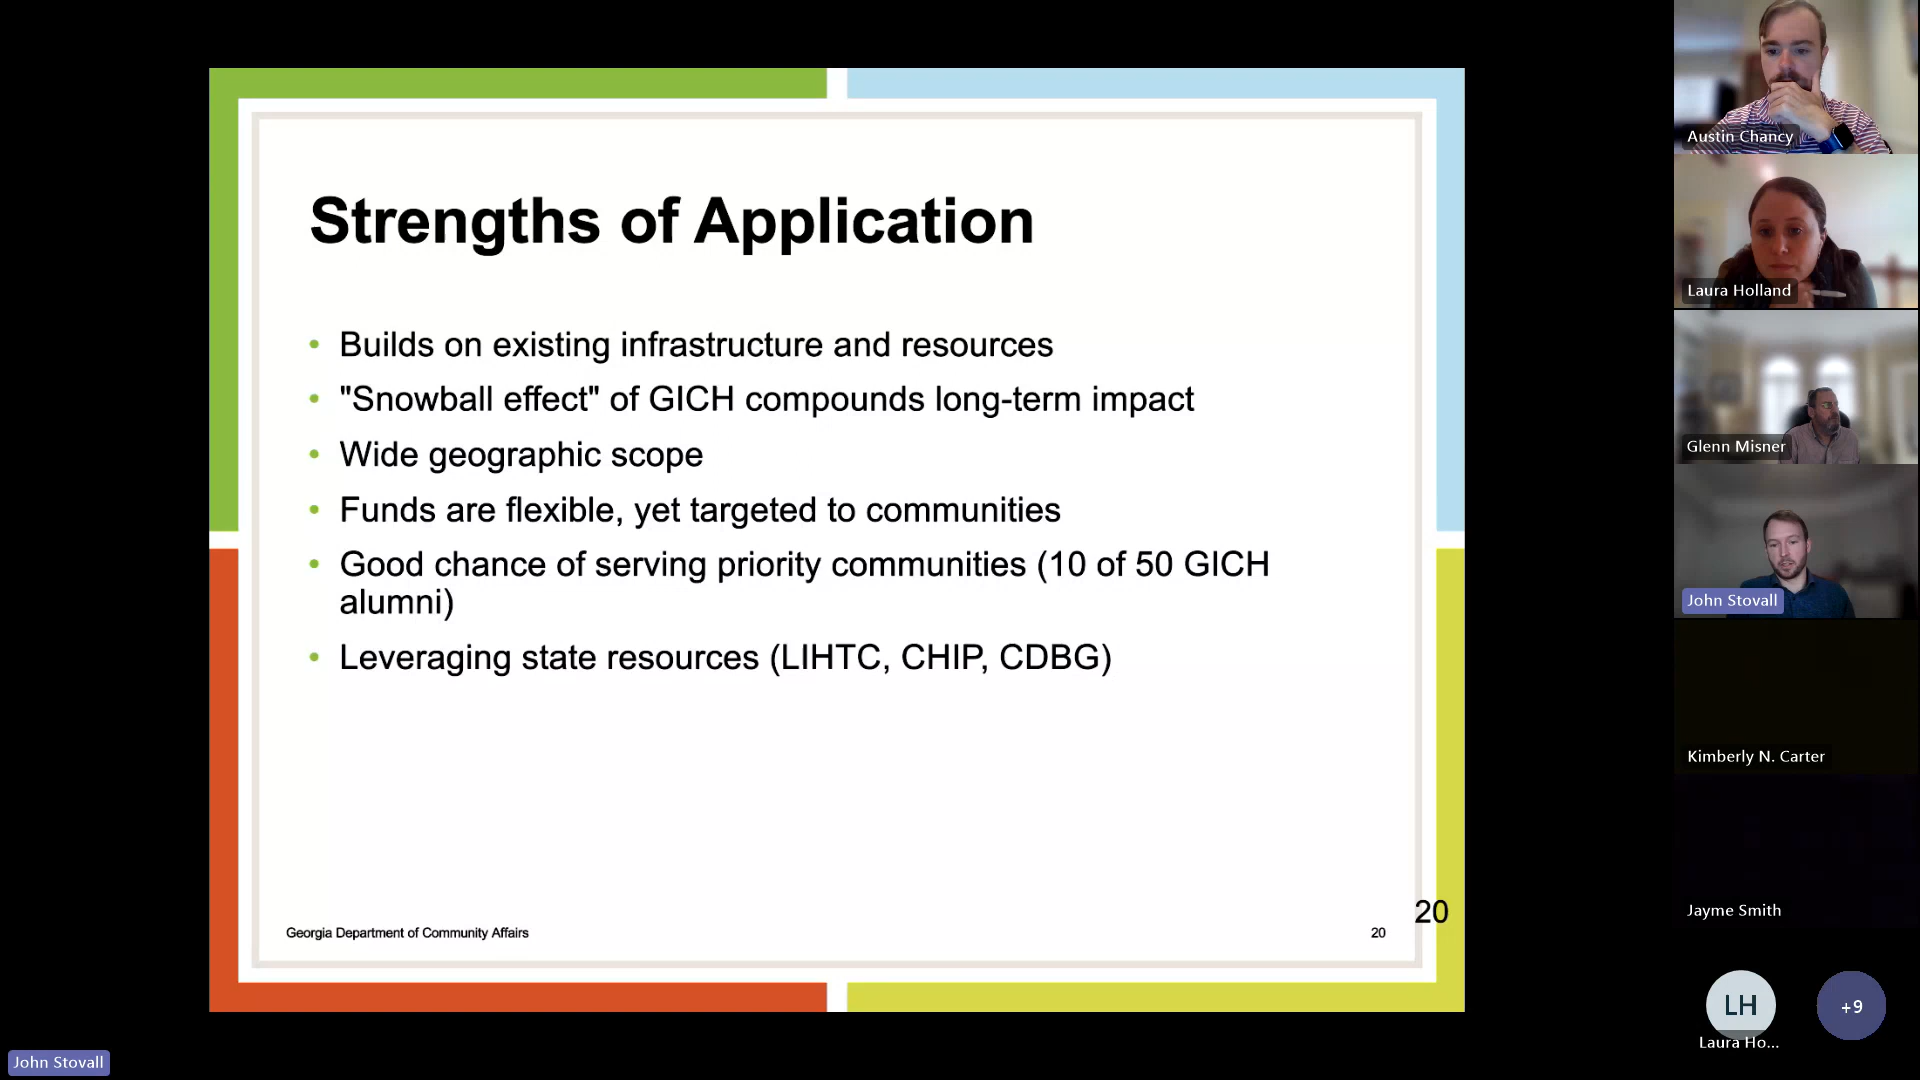 Strengths of Application
• Builds on existing infrastructure and resources
• "Snowball effect" of GICH compounds long-term impact
• Wide geographic scope
• Funds are flexible, yet targeted to communities
• Good chance of serving priority communities (10 of 50 GICH
alumni)
• Leveraging state resources (LIHTC, CHIP, CDBG)
20
Georgia Department of Community Affairs
20
Austin Chancy
Laura Holland
Glenn Misner
John Stovall
Kimberly N. Carter
Jayme Smith
LH
+9
Laura Ho...
John Stovall